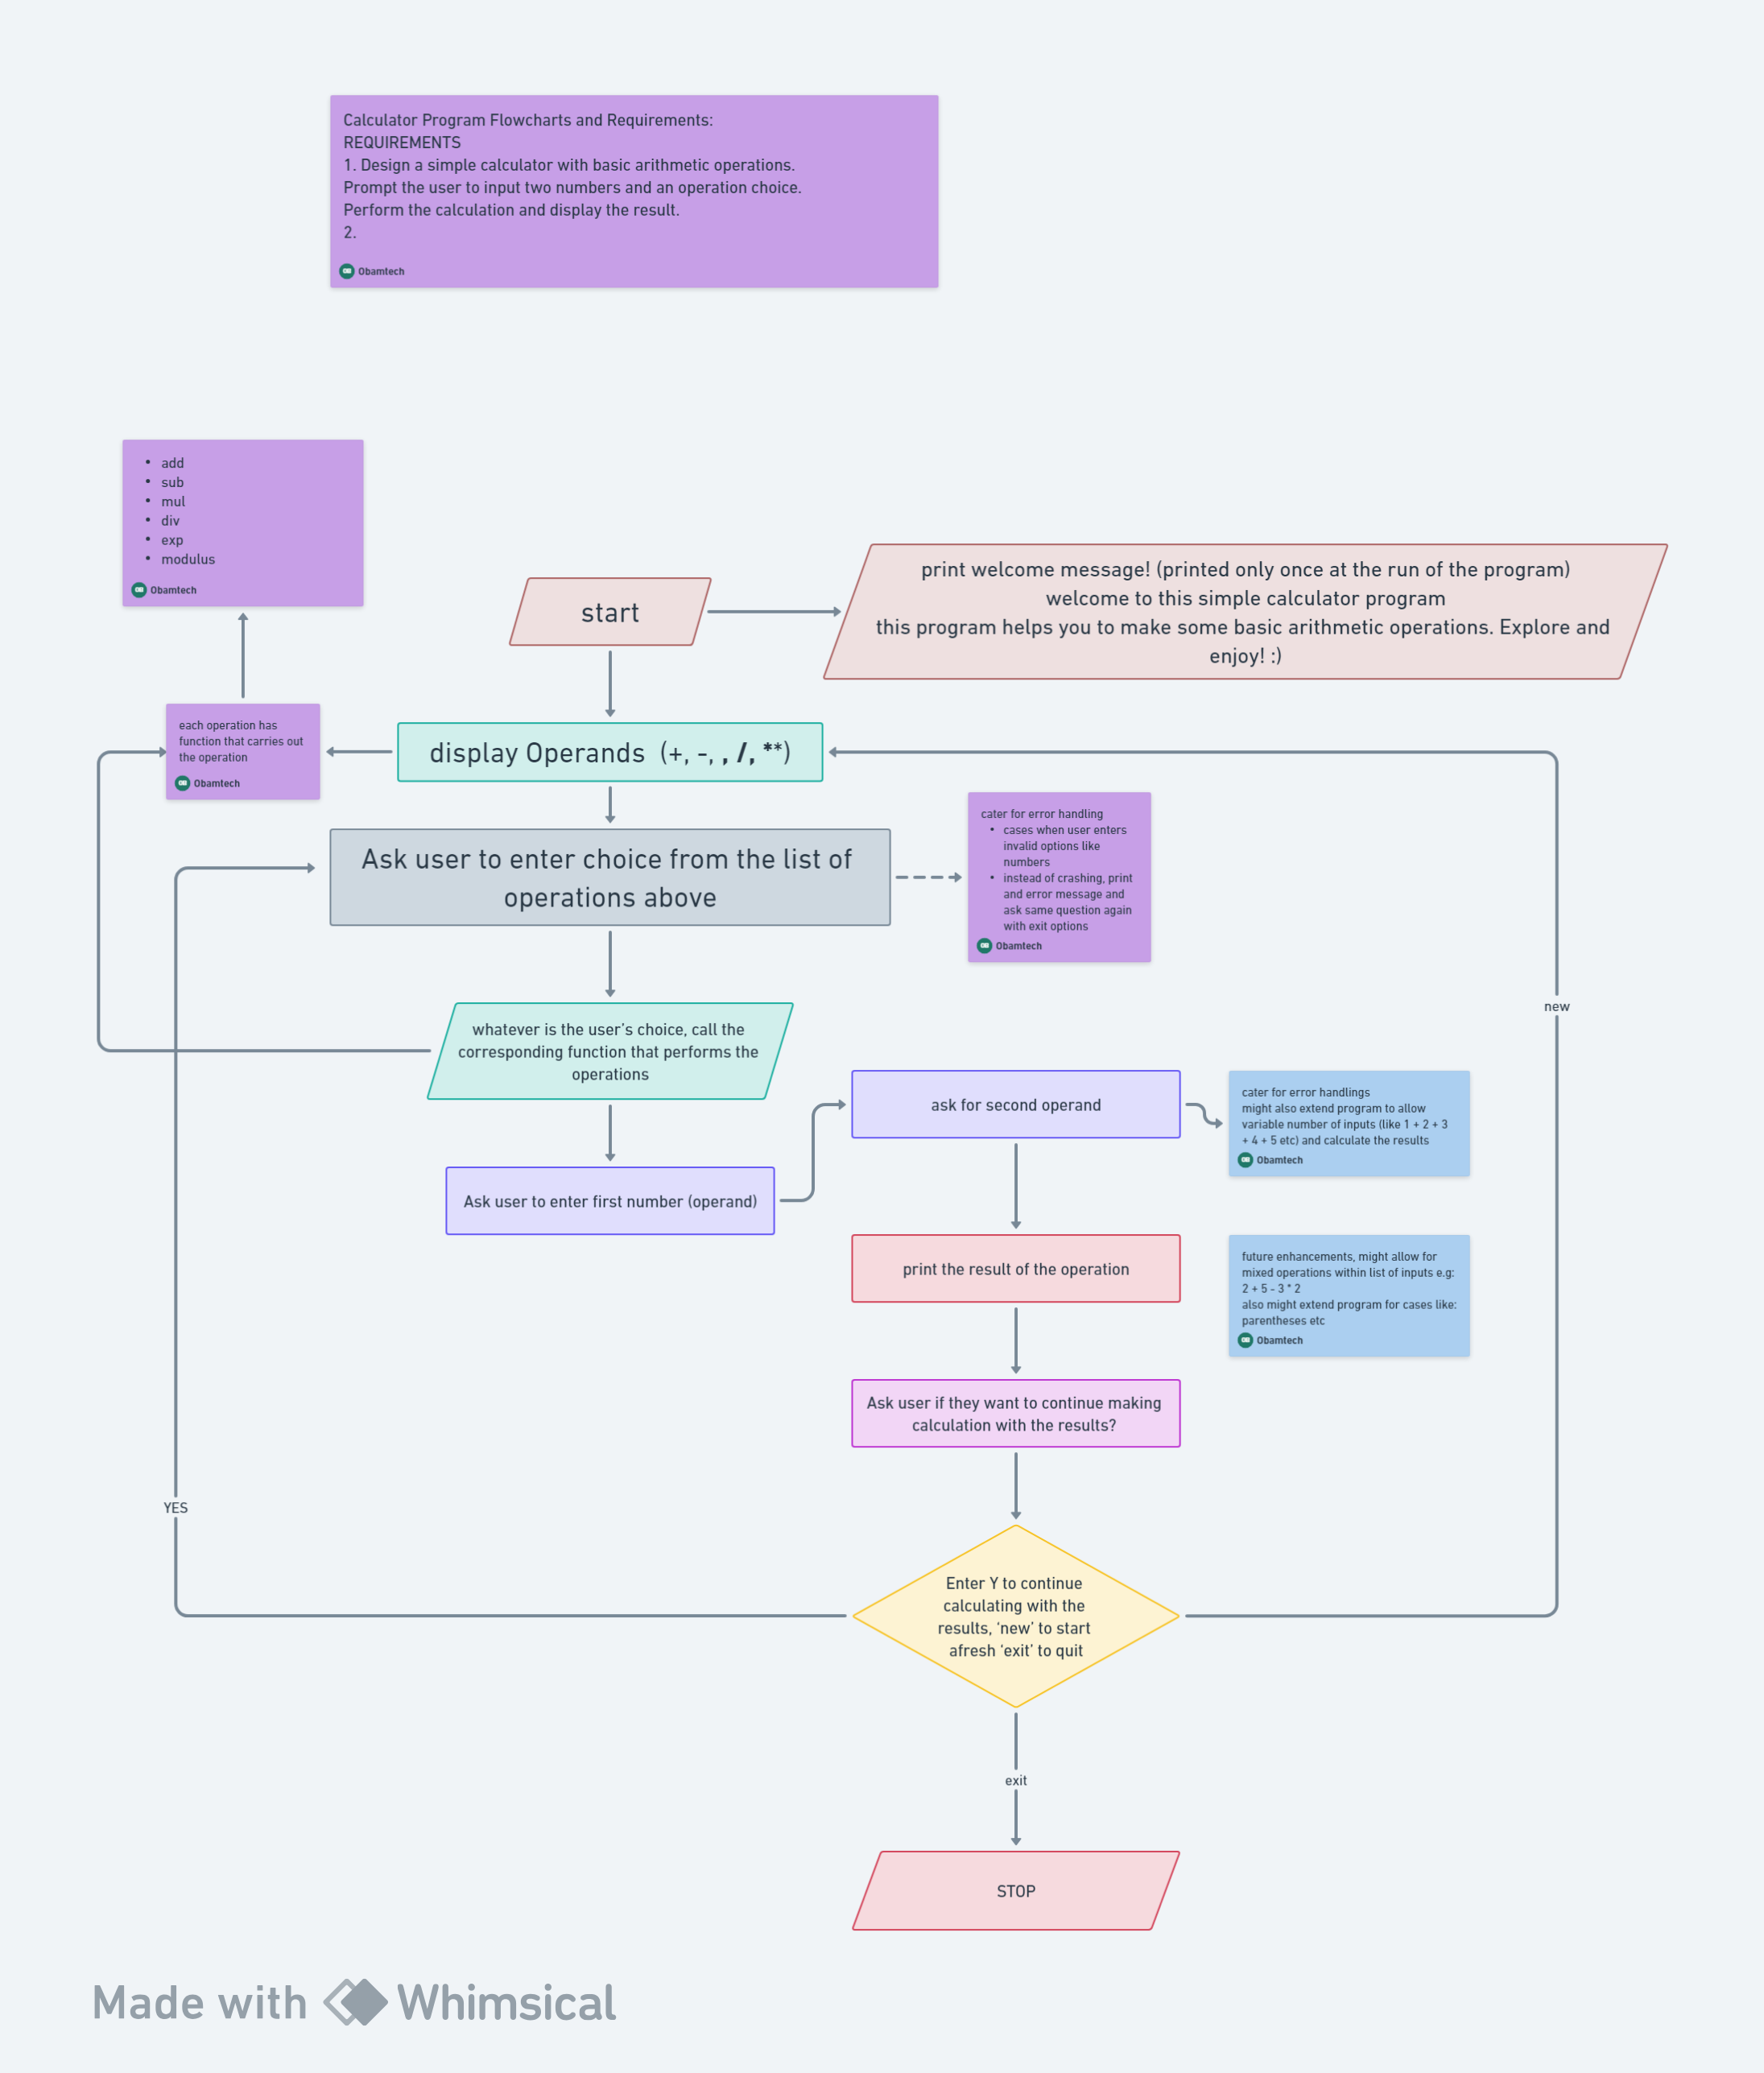 Calculator Program Flowcharts and Requirements:
REQUIREMENTS
1. Design a simple calculator with basic arithmetic operations.
Prompt the user to input two numbers and an operation choice.
Perform the calculation and display the result.
2.
Obamtech
• add
• sub
• mul
• div
• exp
• modulus
Obamtech
start
print welcome message! (printed only once at the run of the program)
welcome to this simple calculator program
this program helps you to make some basic arithmetic operations. Explore and
enjoy! :)
each operation has
function that carries out
the operation
Obamtech
display Operands (+, -, , /, **)
Ask user to enter choice from the list of
operations above
cater for error handling
• cases when user enters
invalid options like
numbers
• instead of crashing, print
and error message and
ask same question again
with exit options
Obamtech
new
whatever is the user's choice, call the
corresponding function that performs the
operations
Ask user to enter first number (operand)
ask for second operand
cater for error handlings
might also extend program to allow
variable number of inputs (like 1 + 2 + 3
+ 4 + 5 etc) and calculate the results
Obamtech
print the result of the operation
future enhancements, might allow for
mixed operations within list of inputs e.g:
2 + 5 - 3 * 2
also might extend program for cases like:
parentheses etc
Obamtech
Ask user if they want to continue making
calculation with the results?
YES
Enter Y to continue
calculating with the
results, ‘new’ to start
afresh ‘exit’ to quit
exit
STOP
Made with Whimsical